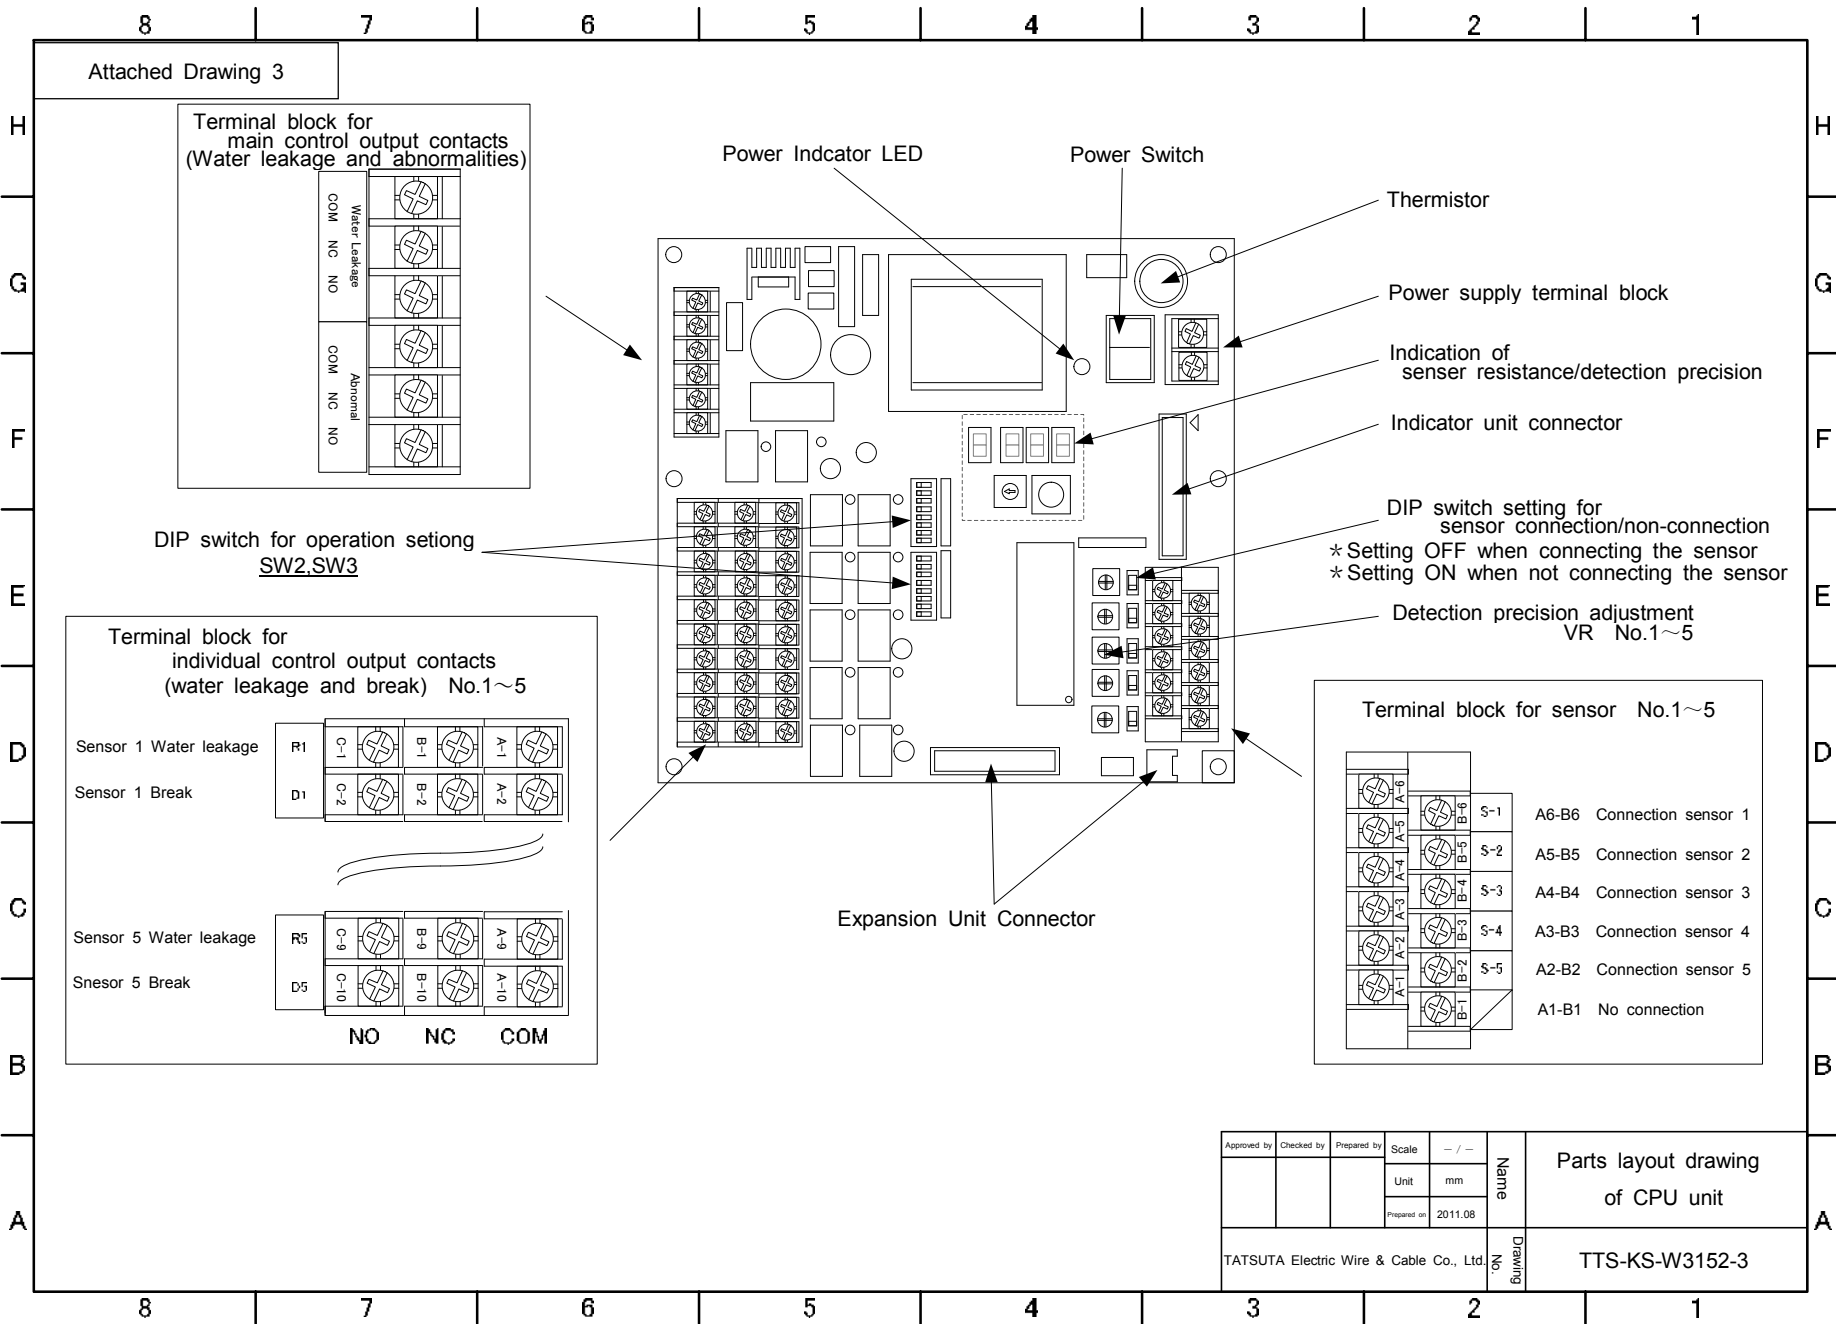 8 7 6 5 4 3 2 1
H
G
F
E
D
C
B
A
Attached Drawing 3
Terminal block for
main control output contacts
(Water leakage and abnormalities)
Water Leakage
COM NC NO
Abnomal
COM NC NO
Power Indcator LED
Power Switch
Thermistor
Power supply terminal block
Indication of
senser resistance/detection precision
Indicator unit connector
DIP switch setting for
sensor connection/non-connection
*Setting OFF when connecting the sensor
*Setting ON when not connecting the sensor
Detection precision adjustment
VR No.1~5
DIP switch for operation setiong
SW2,SW3
Terminal block for
individual control output contacts
(water leakage and break) No.1~5
Sensor 1 Water leakage R1 C-1 B-1 A-1
Sensor 1 Break D1 C-2 B-2 A-2
Sensor 5 Water leakage R5 C-9 B-9 A-9
Snesor 5 Break D5 C-10 B-10 A-10
NO NC COM
Expansion Unit Connector
Terminal block for sensor No.1~5
A-6 B-6 S-1 A6-B6 Connection sensor 1
A-5 B-5 S-2 A5-B5 Connection sensor 2
A-4 B-4 S-3 A4-B4 Connection sensor 3
A-3 B-3 S-4 A3-B3 Connection sensor 4
A-2 B-2 S-5 A2-B2 Connection sensor 5
A-1 B-1 A1-B1 No connection
Approved by Checked by Prepared by Scale - / -
Unit mm
Prepared on 2011.08
Name
Parts layout drawing
of CPU unit
TATSUTA Electric Wire & Cable Co., Ltd.
Drawing
No.
TTS-KS-W3152-3
H
G
F
E
D
C
B
A
8 7 6 5 4 3 2 1